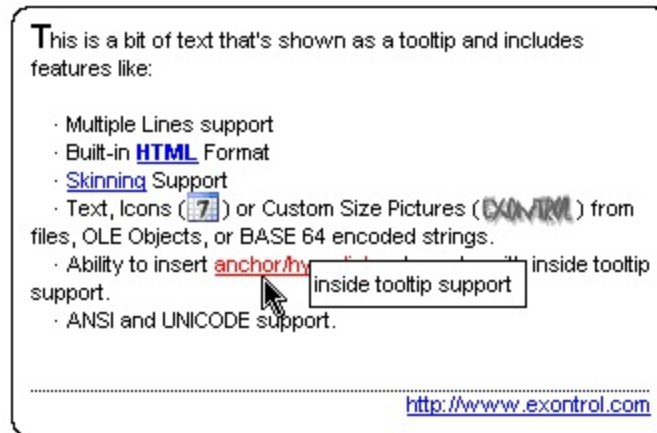 This is a bit of text that's shown as a tooltip and includes
features like:
· Multiple Lines support
· Built-in HTML Format
· Skinning Support
· Text, Icons ( 7 ) or Custom Size Pictures ( EXONTROL ) from
files, OLE Objects, or BASE 64 encoded strings.
· Ability to insert anchor/hy inside tooltip
inside tooltip support
support.
· ANSI and UNICODE support.
http://www.exontrol.com